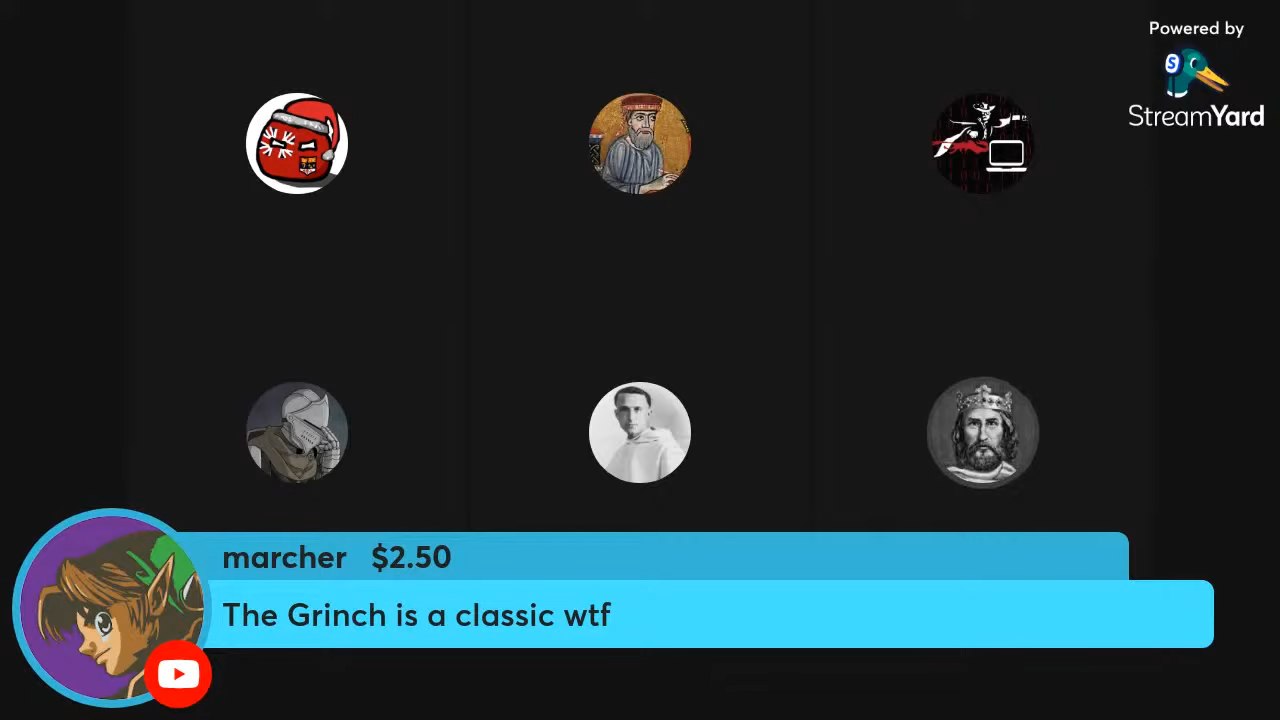 Powered by
S
StreamYard
marcher $2.50
The Grinch is a classic wtf